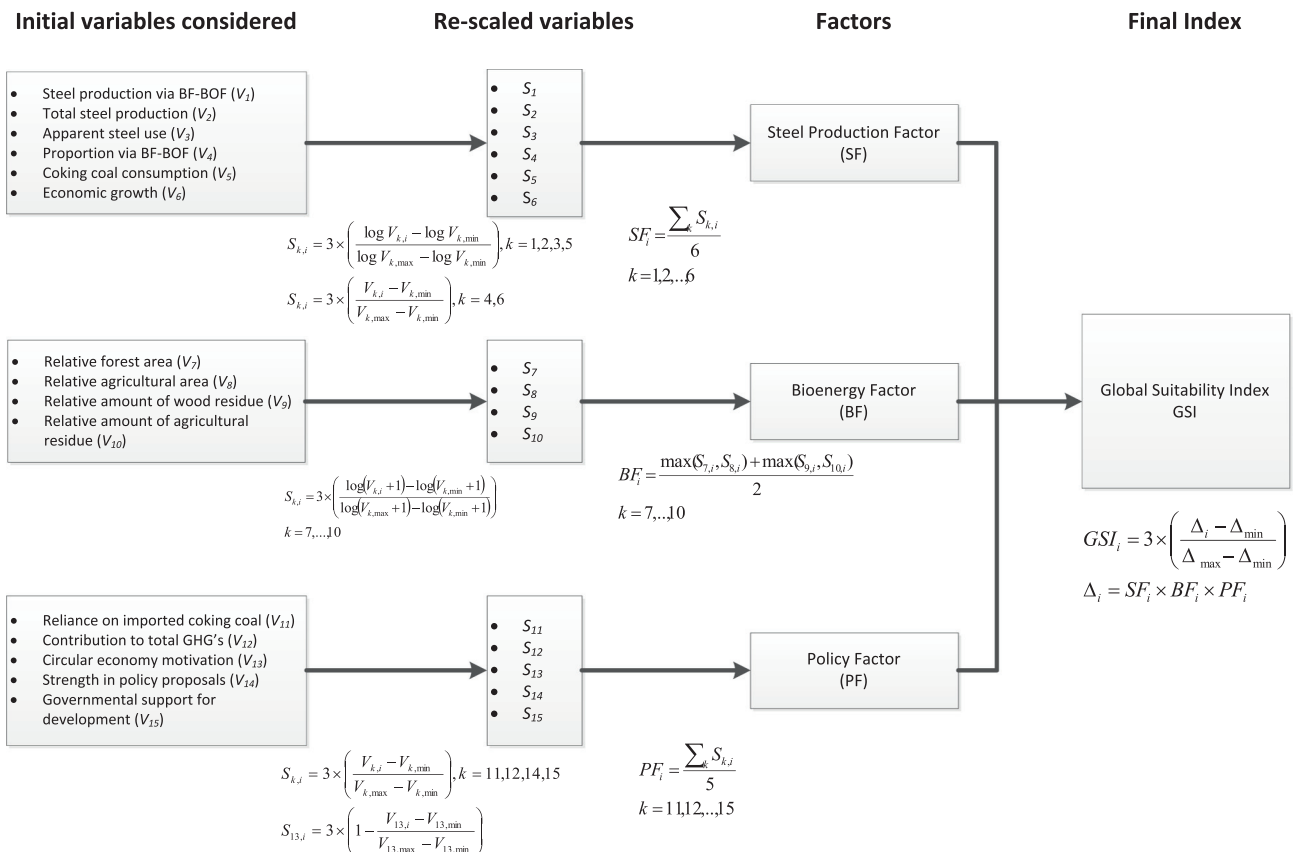 Initial variables considered
Re-scaled variables
Factors
Final Index
• Steel production via BF-BOF (V₁)
• Total steel production (V₂)
• Apparent steel use (V₃)
• Proportion via BF-BOF (V₄)
• Coking coal consumption (V₅)
• Economic growth (V₆)
• S₁
• S₂
• S₃
• S₄
• S₅
• S₆
Steel Production Factor
(SF)
S_{k,i} = 3×((log V_{k,i} − log V_{k,min})/(log V_{k,max} − log V_{k,min})), k = 1,2,3,5
S_{k,i} = 3×((V_{k,i} − V_{k,min})/(V_{k,max} − V_{k,min})), k = 4,6
SF_i = ∑_k S_{k,i}/6
k=1,2,..,6
• Relative forest area (V₇)
• Relative agricultural area (V₈)
• Relative amount of wood residue (V₉)
• Relative amount of agricultural
residue (V₁₀)
• S₇
• S₈
• S₉
• S₁₀
Bioenergy Factor
(BF)
Global Suitability Index
GSI
S_{k,i} = 3×((log(V_{k,i} +1)−log(V_{k,min} +1))/(log(V_{k,max} +1)−log(V_{k,min} +1)))
k = 7,...,10
BF_i = (max(S_{7,i}, S_{8,i}) + max(S_{9,i}, S_{10,i}))/2
k = 7,..,10
GSI_i = 3×((Δ_i − Δ_min)/(Δ_max − Δ_min))
Δ_i = SF_i × BF_i × PF_i
• Reliance on imported coking coal (V₁₁)
• Contribution to total GHG's (V₁₂)
• Circular economy motivation (V₁₃)
• Strength in policy proposals (V₁₄)
• Governmental support for
development (V₁₅)
• S₁₁
• S₁₂
• S₁₃
• S₁₄
• S₁₅
Policy Factor
(PF)
S_{k,i} = 3×((V_{k,i} − V_{k,min})/(V_{k,max} − V_{k,min})), k = 11,12,14,15
S_{13,i} = 3×(1− (V_{13,i} − V_{13,min})/(V_{13,max} − V_{13,min}))
PF_i = ∑_k S_{k,i}/5
k = 11,12,..,15